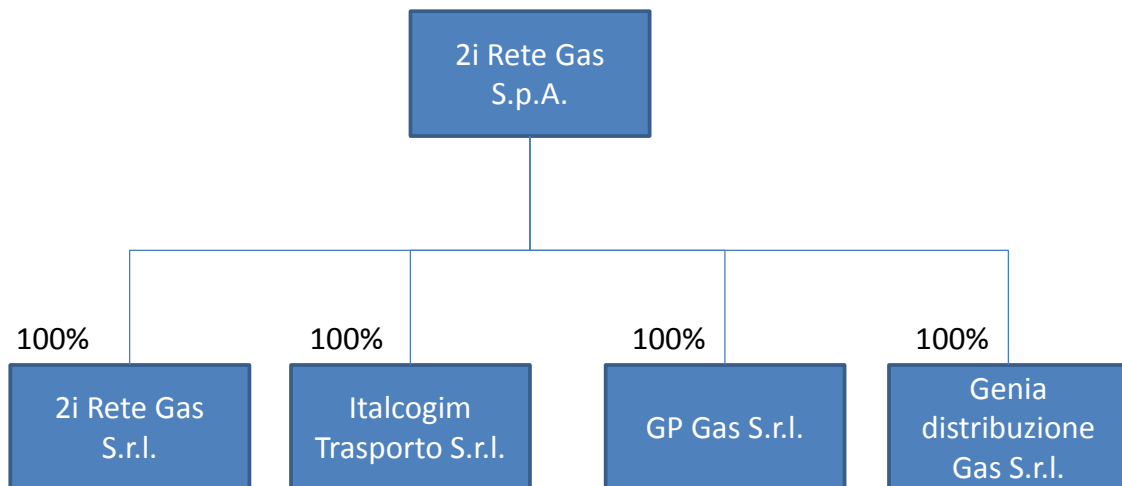 2i Rete Gas
S.p.A.
100%
100%
100%
100%
2i Rete Gas
S.r.l.
Italcogim
Trasporto S.r.l.
GP Gas S.r.l.
Genia
distribuzione
Gas S.r.l.